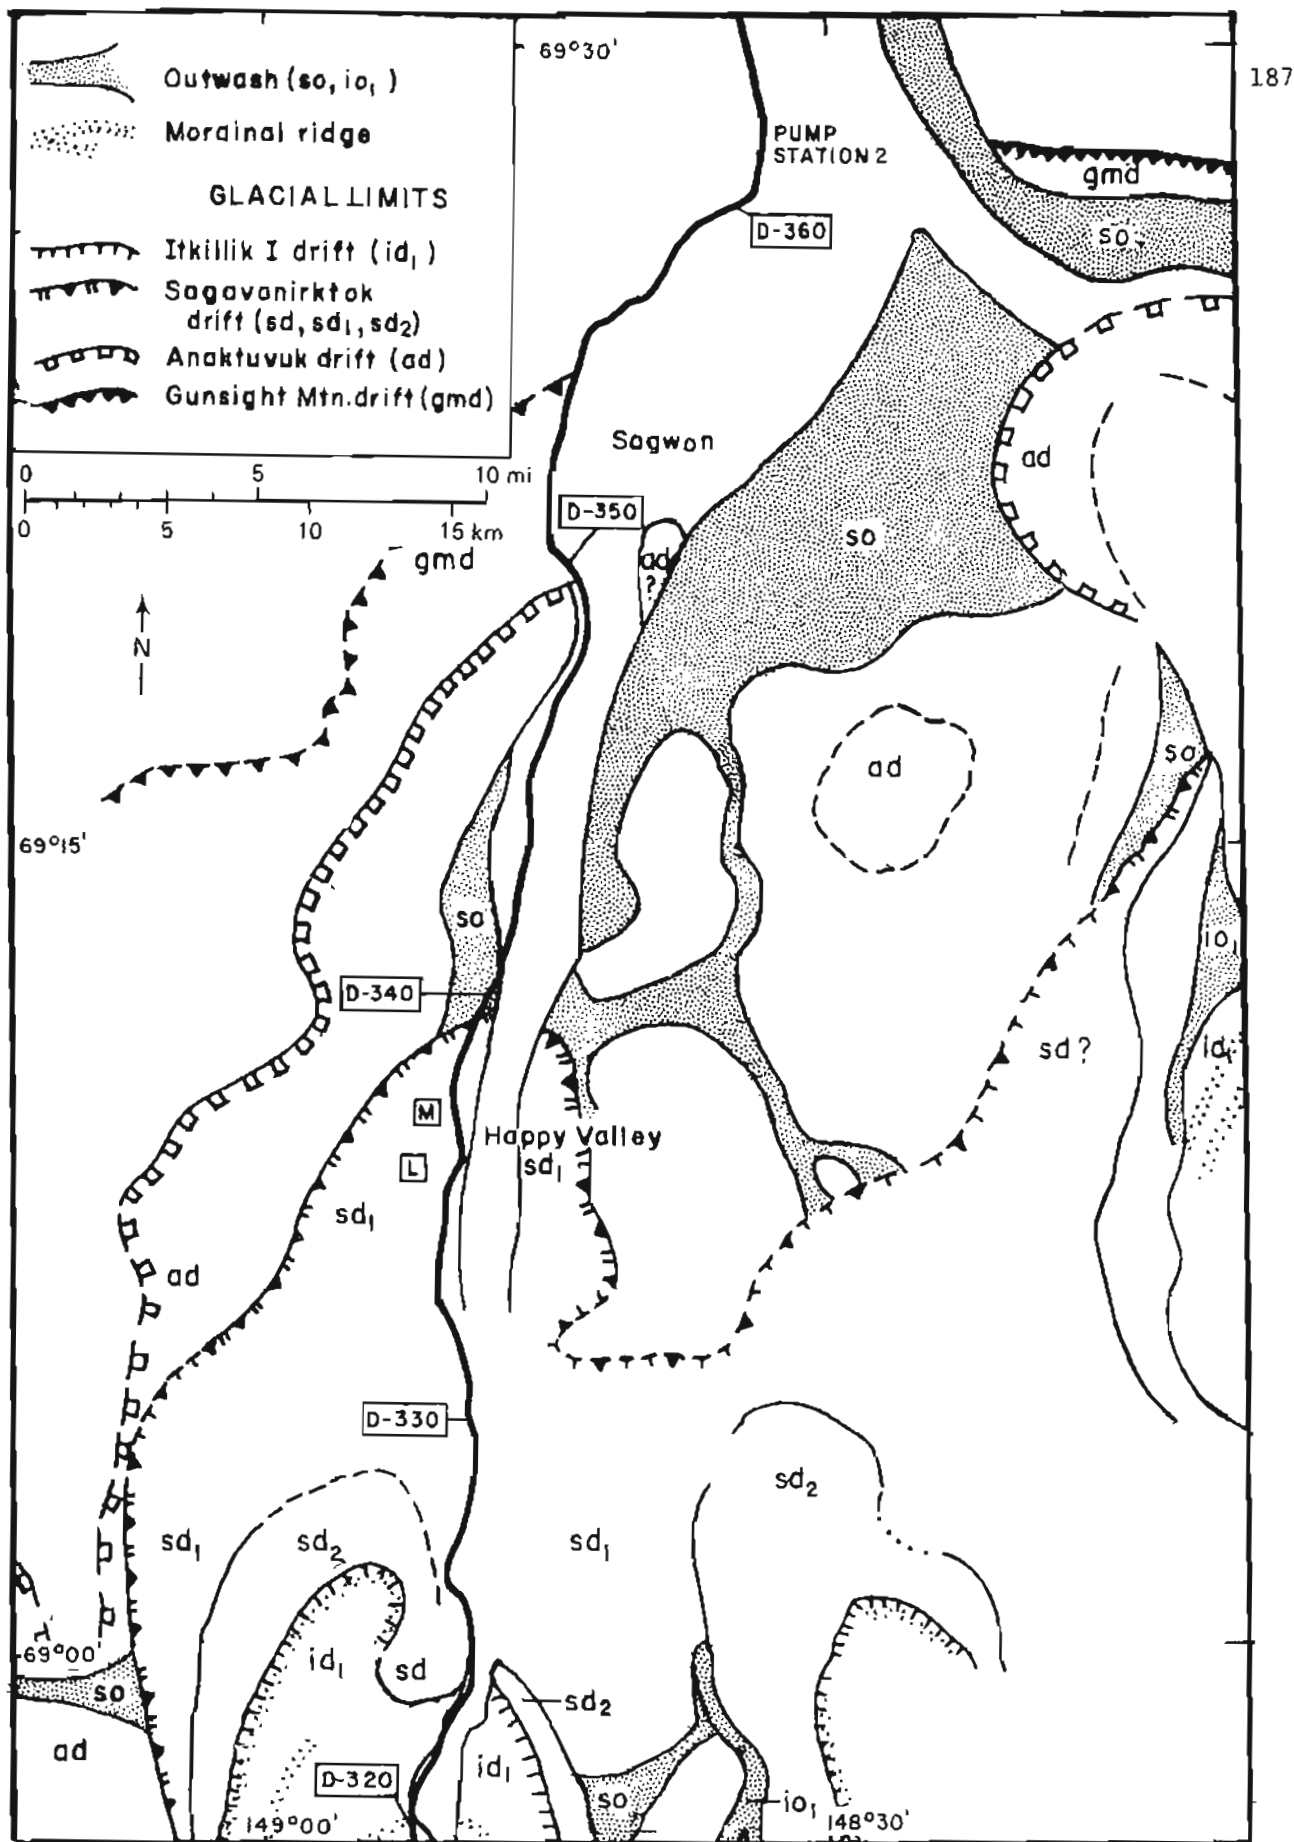 187
69°30'
Outwash (so, io₁)
Morainal ridge
GLACIAL LIMITS
Itkillik I drift (id₁)
Sagavanirktok
drift (sd, sd₁, sd₂)
Anaktuvuk drift (ad)
Gunsight Mtn. drift (gmd)
PUMP
STATION 2
gmd
so
D-360
0 5 10 mi
0 5 10 15 km
Sagwon
ad
D-350
ad
?
so
gmd
N
ad
so
69°15'
so
io₁
D-340
sd?
id₁
M
Happy Valley
L
sd₁
sd₁
ad
D-330
sd₂
sd₁
sd₂
sd₁
69°00'
id₁
sd
so
sd₂
ad
id₁
D-320
so
io₁
149°00'
148°30'